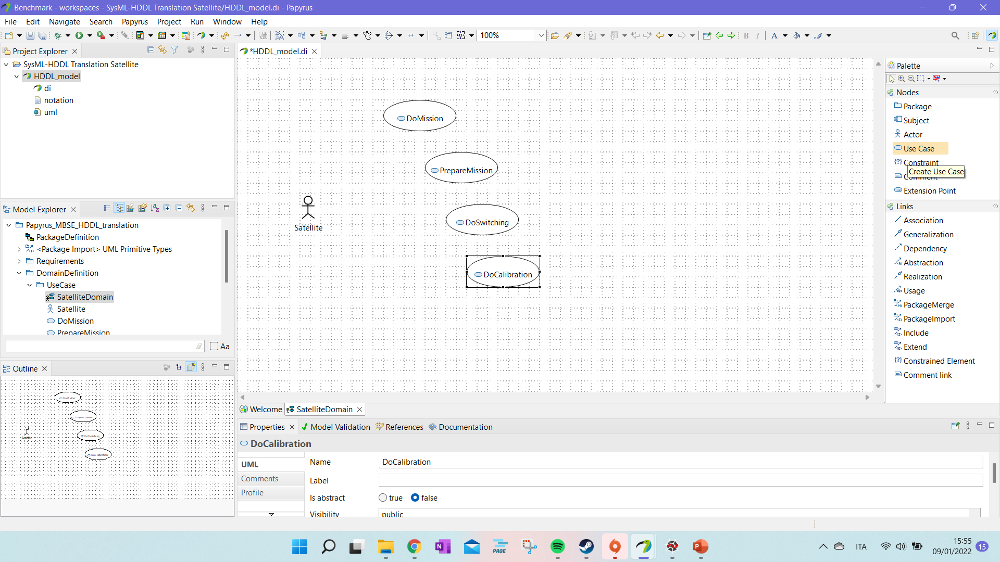 Benchmark - workspaces - SysML-HDDL Translation Satellite/HDDL_model.di - Papyrus
File Edit Navigate Search Papyrus Project Run Window Help
100%
Project Explorer
SysML-HDDL Translation Satellite
HDDL_model
di
notation
uml
Model Explorer
Papyrus_MBSE_HDDL_translation
PackageDefinition
<Package Import> UML Primitive Types
Requirements
DomainDefinition
UseCase
SatelliteDomain
Satellite
DoMission
PrepareMission
Aa
Outline
DoMission
DoSwitching
DoCalibration
Satellite
*HDDL_model.di
DoMission
PrepareMission
Satellite
DoSwitching
DoCalibration
Palette
Nodes
Package
Subject
Actor
Use Case
Constraint
Create Use Case
Comment
Extension Point
Links
Association
Generalization
Dependency
Abstraction
Realization
Usage
PackageMerge
PackageImport
Include
Extend
Constrained Element
Comment link
Welcome SatelliteDomain
Properties Model Validation References Documentation
DoCalibration
UML
Comments
Profile
Name DoCalibration
Label
Is abstract true false
Visibility public
PAGE
ITA
15:55
09/01/2022
15